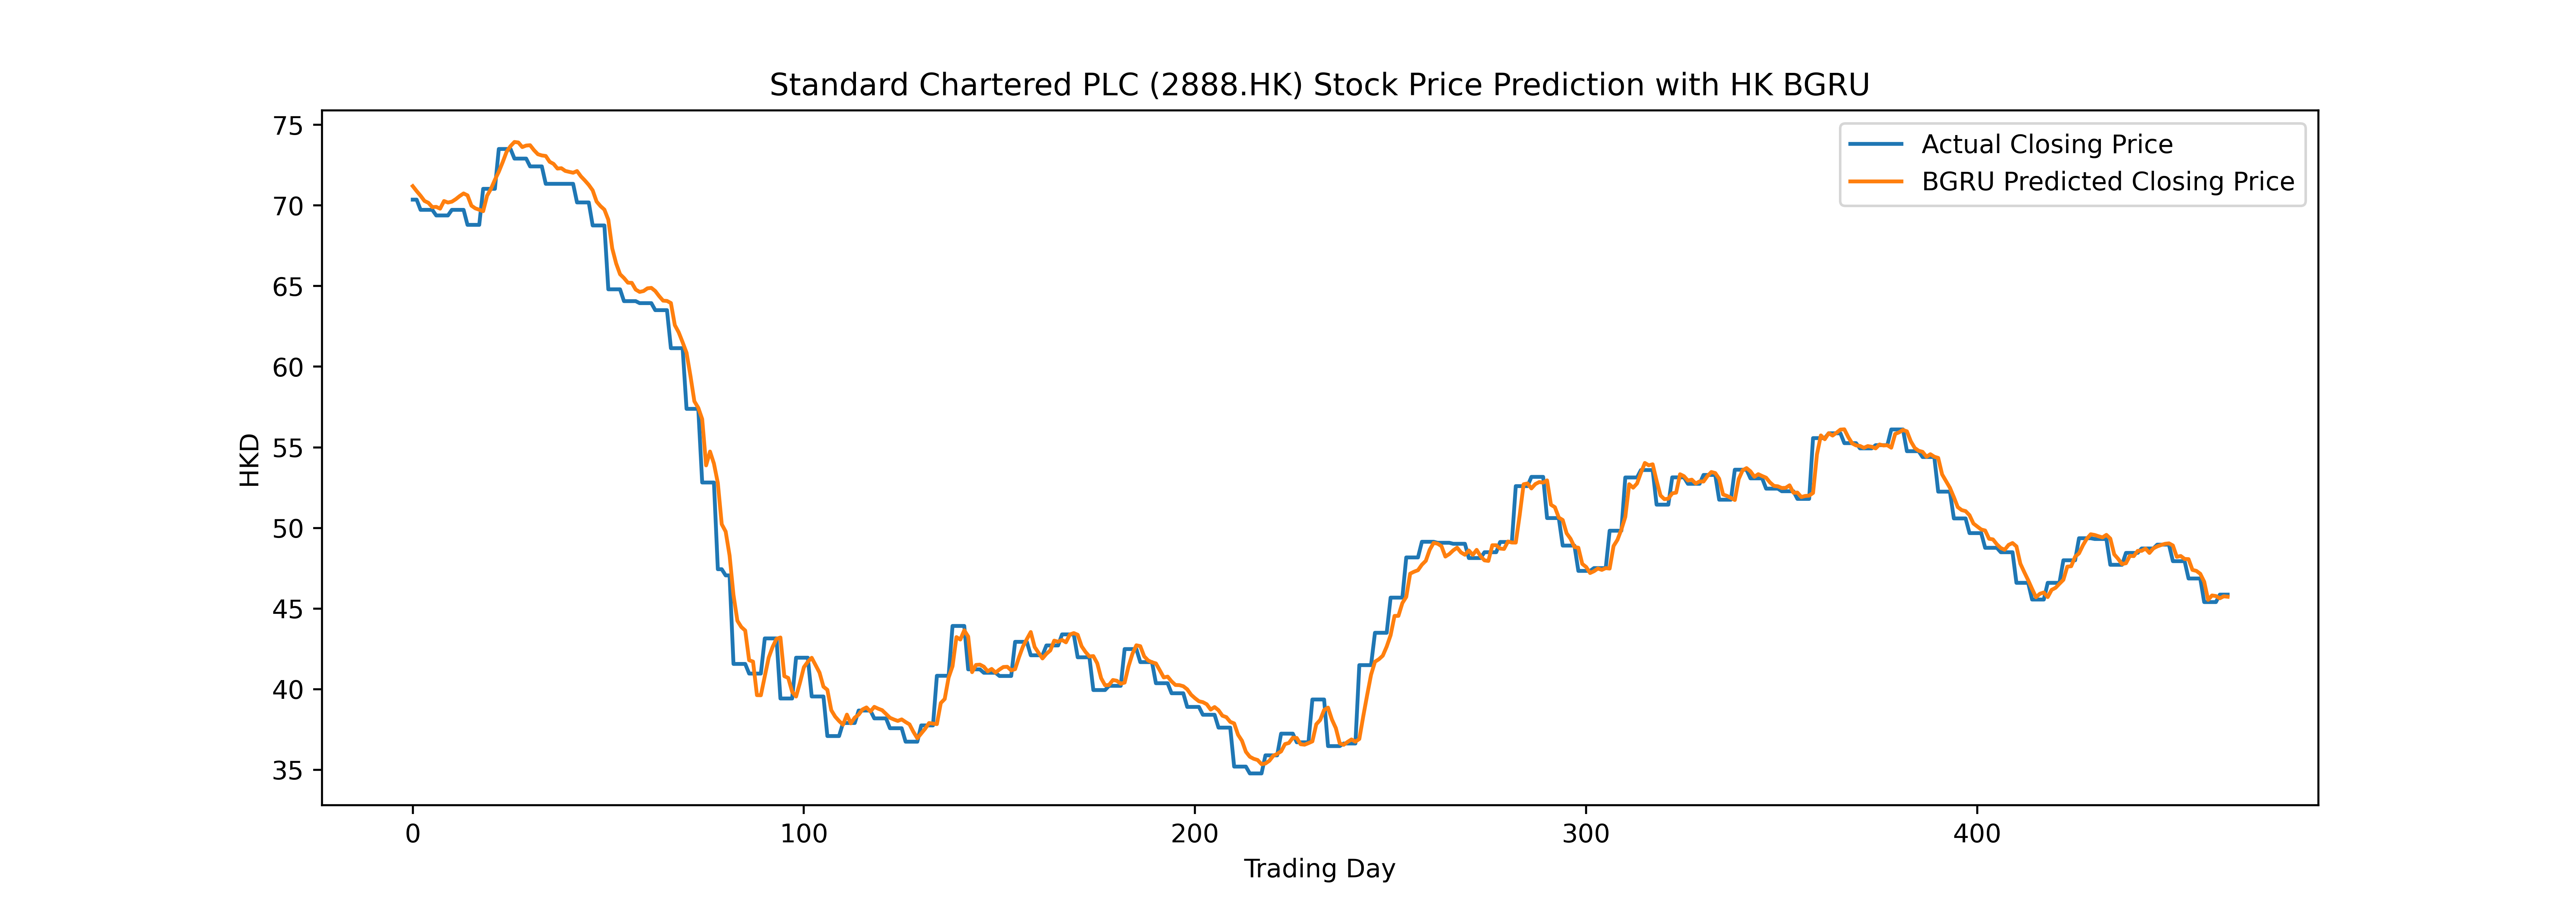 Standard Chartered PLC (2888.HK) Stock Price Prediction with HK BGRU
Actual Closing Price
BGRU Predicted Closing Price
HKD
75
70
65
60
55
50
45
40
35
0 100 200 300 400
Trading Day